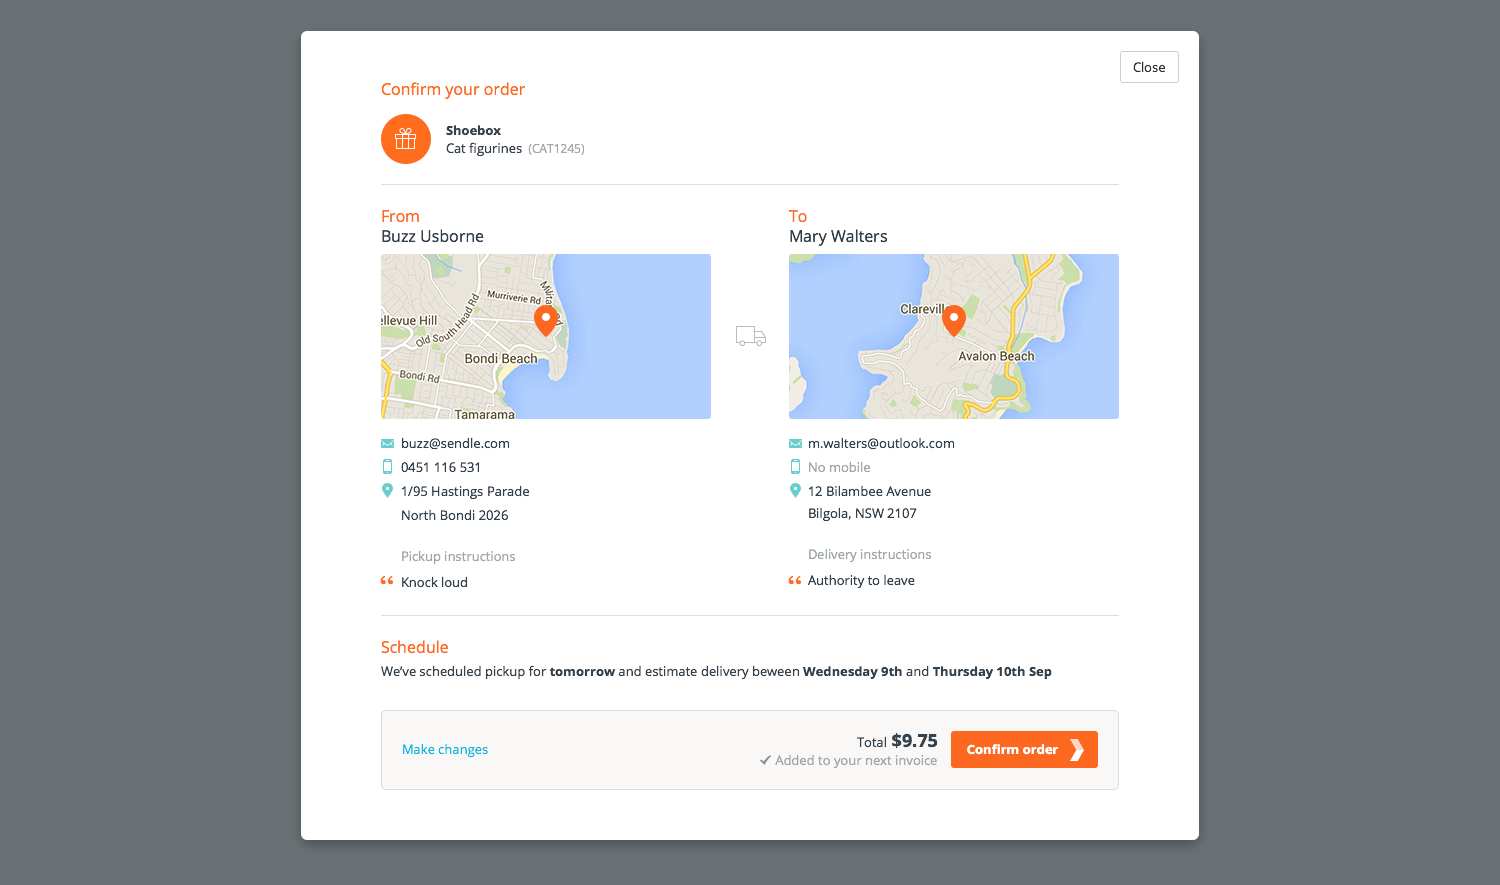 Close
Confirm your order
Shoebox
Cat figurines (CAT1245)
From
Buzz Usborne
Murriverie Rd
ellevue Hill
Old South Head Rd
Bondi Beach
Bondi Rd
Tamarama
buzz@sendle.com
0451 116 531
1/95 Hastings Parade
North Bondi 2026
Pickup instructions
Knock loud
To
Mary Walters
Clareville
Avalon Beach
m.walters@outlook.com
No mobile
12 Bilambee Avenue
Bilgola, NSW 2107
Delivery instructions
Authority to leave
Schedule
We’ve scheduled pickup for tomorrow and estimate delivery beween Wednesday 9th and Thursday 10th Sep
Make changes
Total $9.75
Added to your next invoice
Confirm order